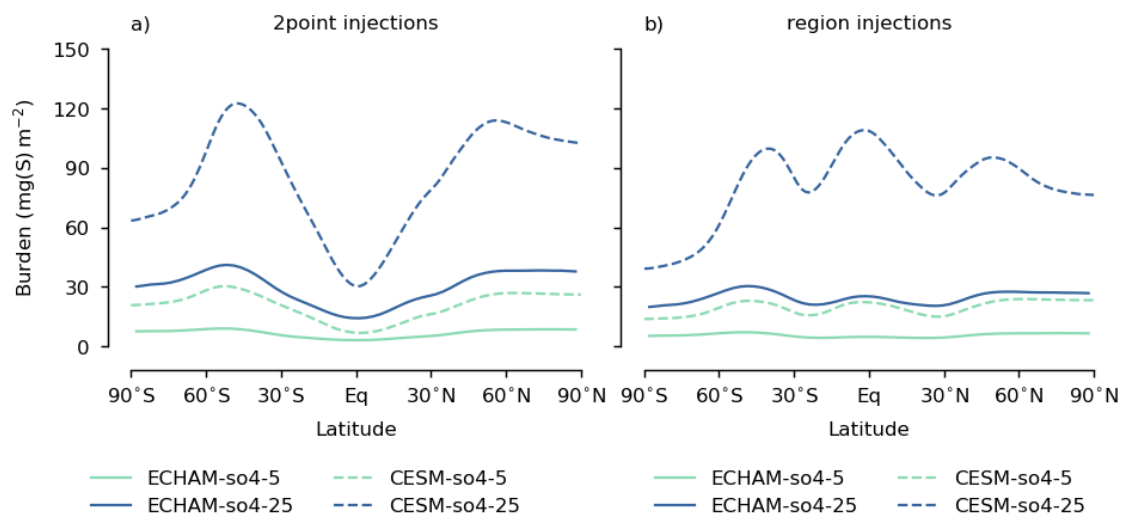 a) 2point injections
b) region injections
Burden (mg(S) m⁻²)
150
120
90
60
30
0
90°S 60°S 30°S Eq 30°N 60°N 90°N
90°S 60°S 30°S Eq 30°N 60°N 90°N
Latitude
Latitude
ECHAM-so4-5 CESM-so4-5
ECHAM-so4-25 CESM-so4-25
ECHAM-so4-5 CESM-so4-5
ECHAM-so4-25 CESM-so4-25